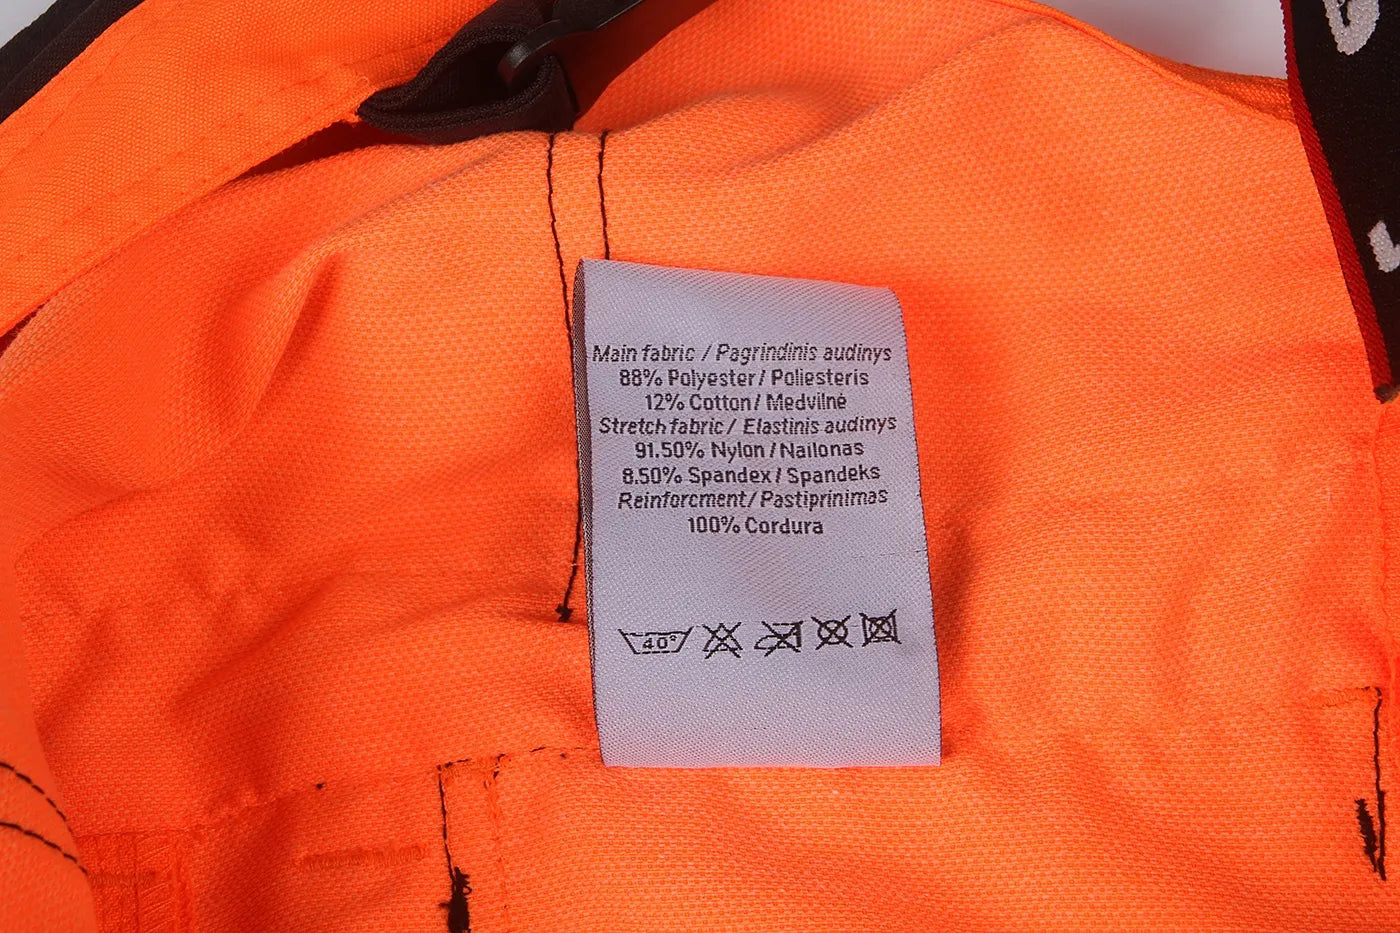 Main fabric / Pagrindinis audinys
88% Polyester / Poliesteris
12% Cotton / Medvilnė
Stretch fabric / Elastinis audinys
91.50% Nylon / Nailonas
8.50% Spandex / Spandeks
Reinforcment / Pastiprinimas
100% Cordura
40°